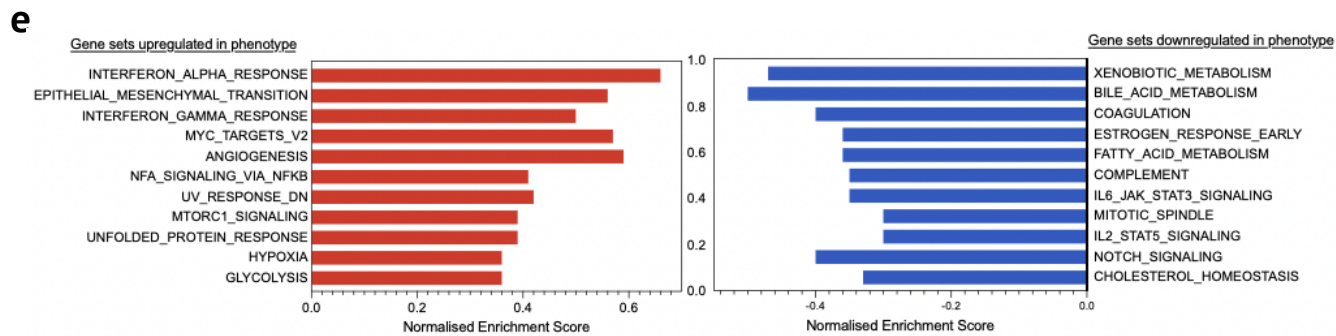 e
Gene sets upregulated in phenotype
INTERFERON_ALPHA_RESPONSE
EPITHELIAL_MESENCHYMAL_TRANSITION
INTERFERON_GAMMA_RESPONSE
MYC_TARGETS_V2
ANGIOGENESIS
NFA_SIGNALING_VIA_NFKB
UV_RESPONSE_DN
MTORC1_SIGNALING
UNFOLDED_PROTEIN_RESPONSE
HYPOXIA
GLYCOLYSIS
0.0 0.2 0.4 0.6
Normalised Enrichment Score
1.0
0.8
0.6
0.4
0.2
0.0
Gene sets downregulated in phenotype
XENOBIOTIC_METABOLISM
BILE_ACID_METABOLISM
COAGULATION
ESTROGEN_RESPONSE_EARLY
FATTY_ACID_METABOLISM
COMPLEMENT
IL6_JAK_STAT3_SIGNALING
MITOTIC_SPINDLE
IL2_STAT5_SIGNALING
NOTCH_SIGNALING
CHOLESTEROL_HOMEOSTASIS
-0.4 -0.2 0.0
Normalised Enrichment Score